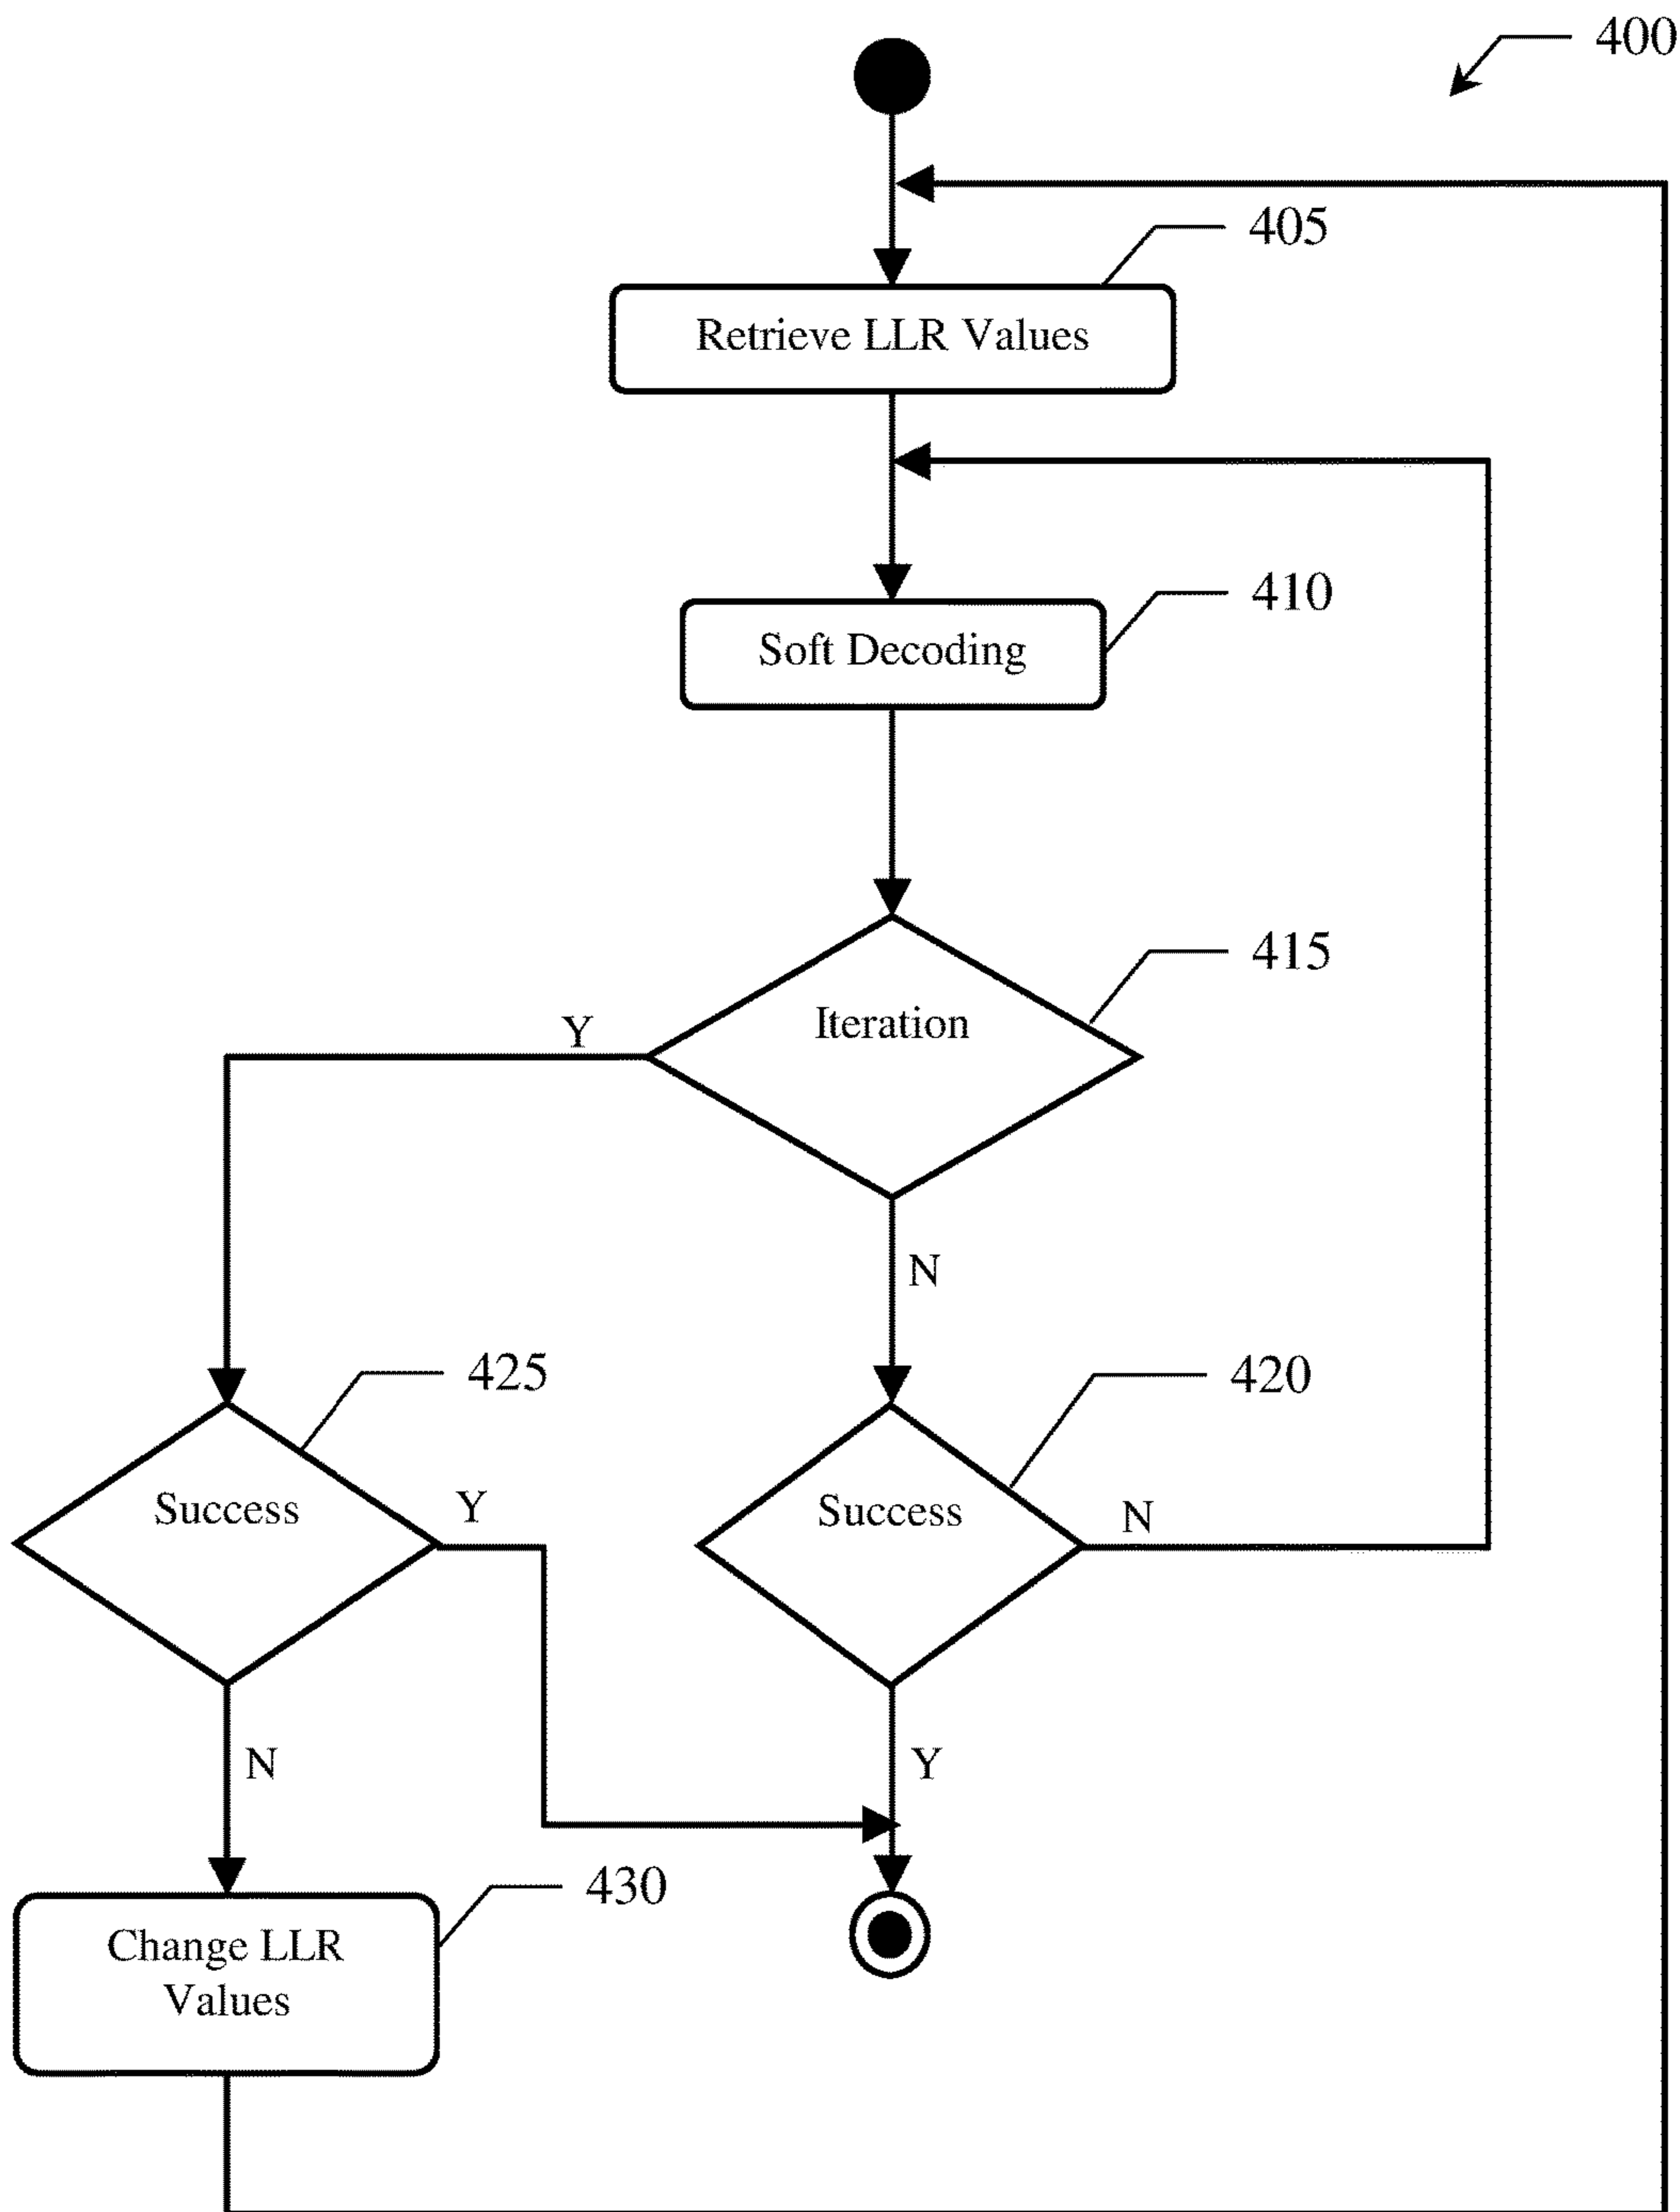 400
405
Retrieve LLR Values
410
Soft Decoding
415
Iteration
Y
N
425
420
Success
Y
Success
N
N
Y
430
Change LLR
Values